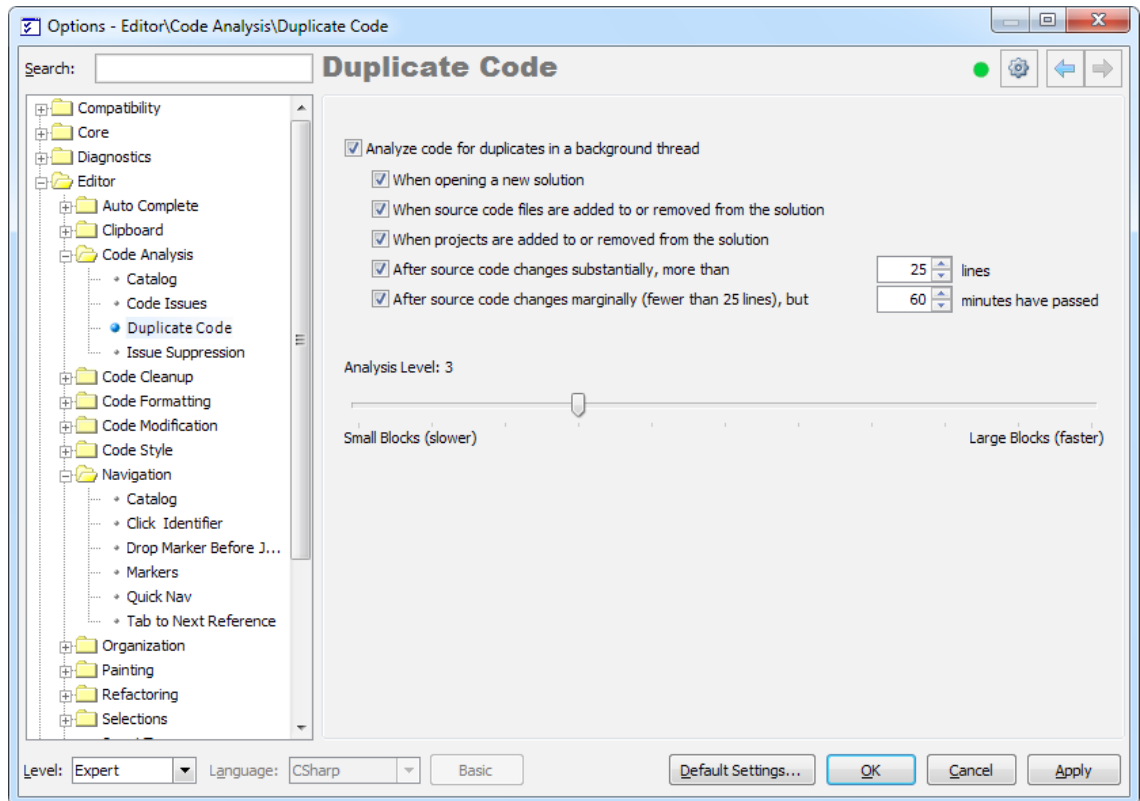 Options - Editor\Code Analysis\Duplicate Code
Search:
Duplicate Code
Compatibility
Core
Diagnostics
Editor
Auto Complete
Clipboard
Code Analysis
Catalog
Code Issues
Duplicate Code
Issue Suppression
Code Cleanup
Code Formatting
Code Modification
Code Style
Navigation
Catalog
Click Identifier
Drop Marker Before J...
Markers
Quick Nav
Tab to Next Reference
Organization
Painting
Refactoring
Selections
Analyze code for duplicates in a background thread
When opening a new solution
When source code files are added to or removed from the solution
When projects are added to or removed from the solution
After source code changes substantially, more than 25 lines
After source code changes marginally (fewer than 25 lines), but 60 minutes have passed
Analysis Level: 3
Small Blocks (slower) Large Blocks (faster)
Level: Expert Language: CSharp Basic Default Settings... OK Cancel Apply